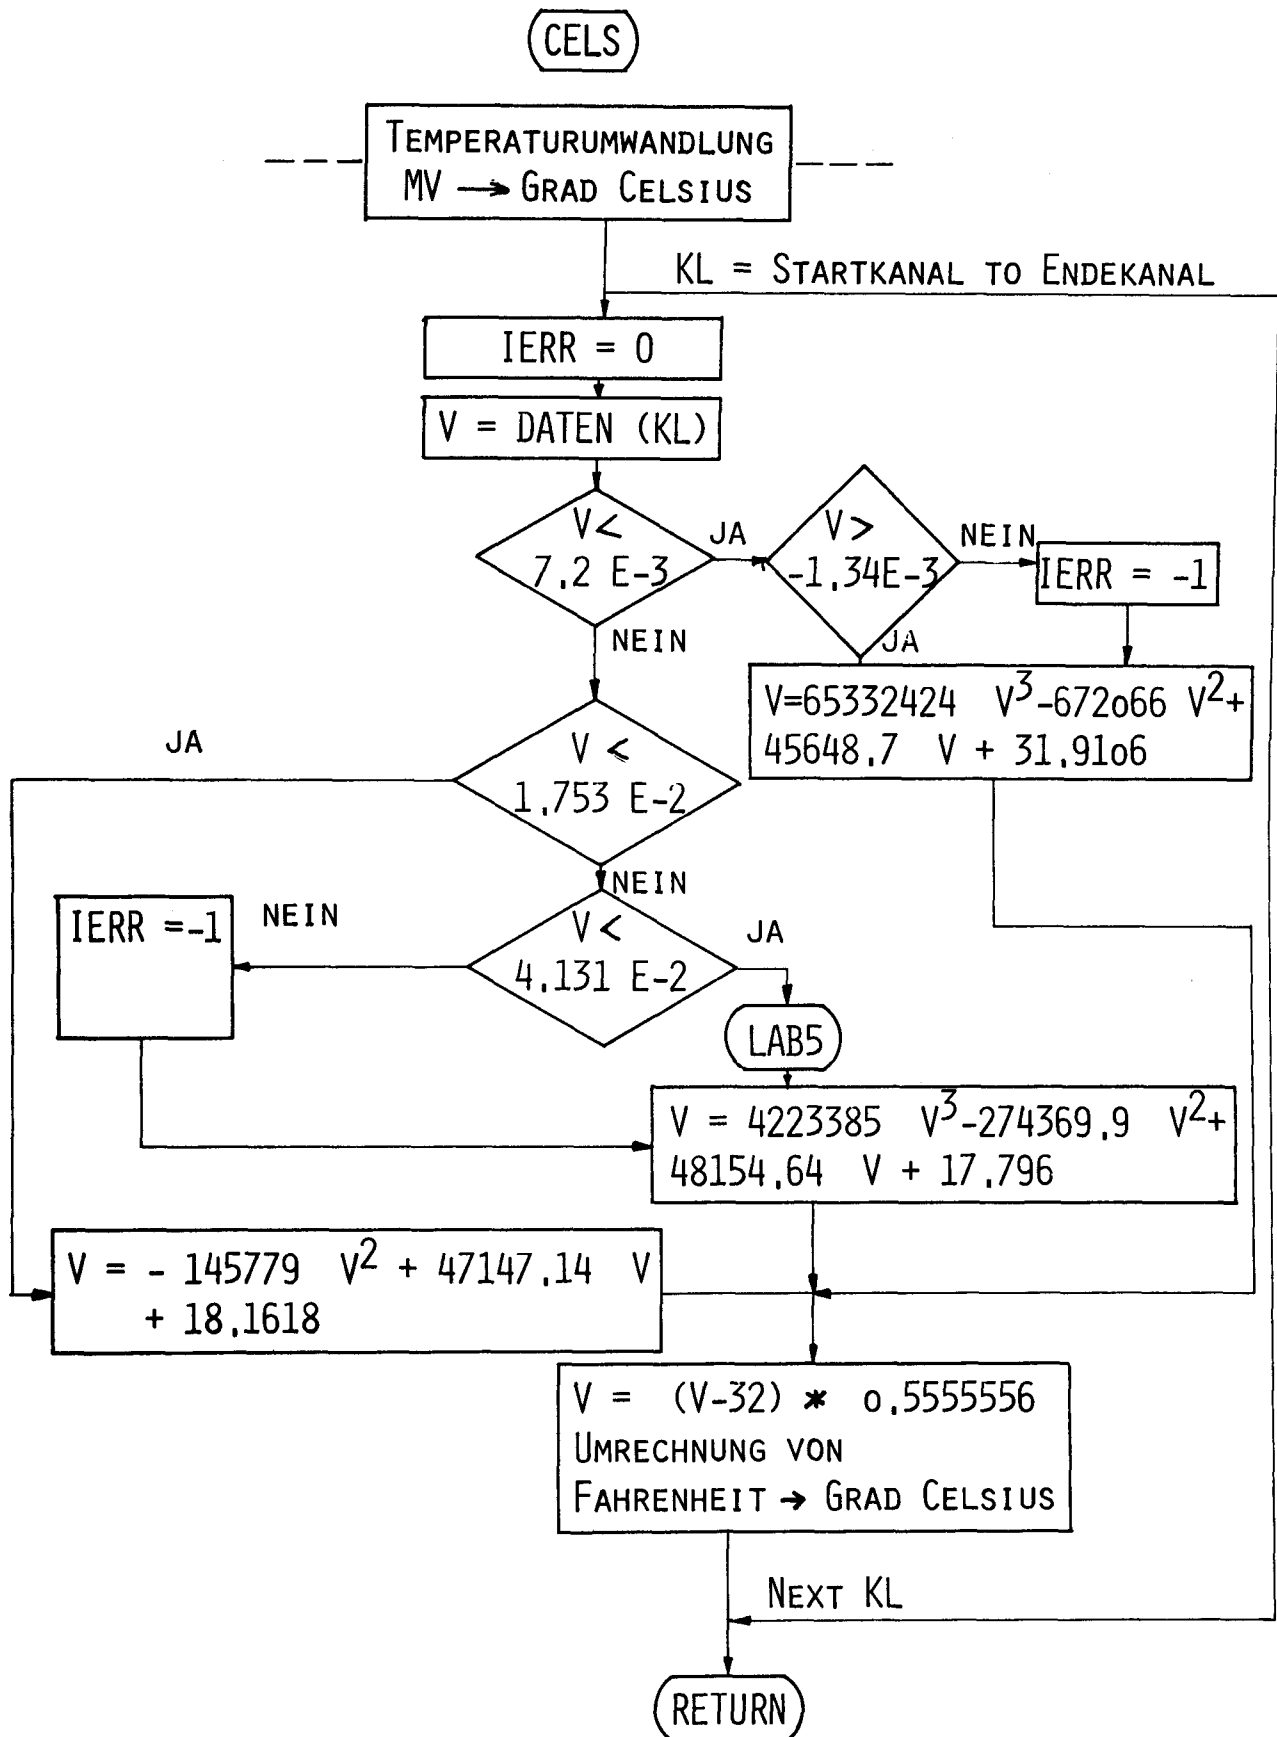 CELS
TEMPERATURUMWANDLUNG
MV → GRAD CELSIUS
KL = STARTKANAL TO ENDEKANAL
IERR = 0
V = DATEN (KL)
V <
7,2 E-3
JA
V >
-1,34E-3
NEIN
IERR = -1
NEIN
JA
V=65332424 V³-672o66 V²+
45648,7 V + 31,91o6
JA
V <
1,753 E-2
NEIN
IERR =-1
NEIN
V <
4,131 E-2
JA
LAB5
V = 4223385 V³-274369,9 V²+
48154,64 V + 17,796
V = - 145779 V² + 47147,14 V
+ 18,1618
V = (V-32) * o,5555556
UMRECHNUNG VON
FAHRENHEIT → GRAD CELSIUS
NEXT KL
RETURN